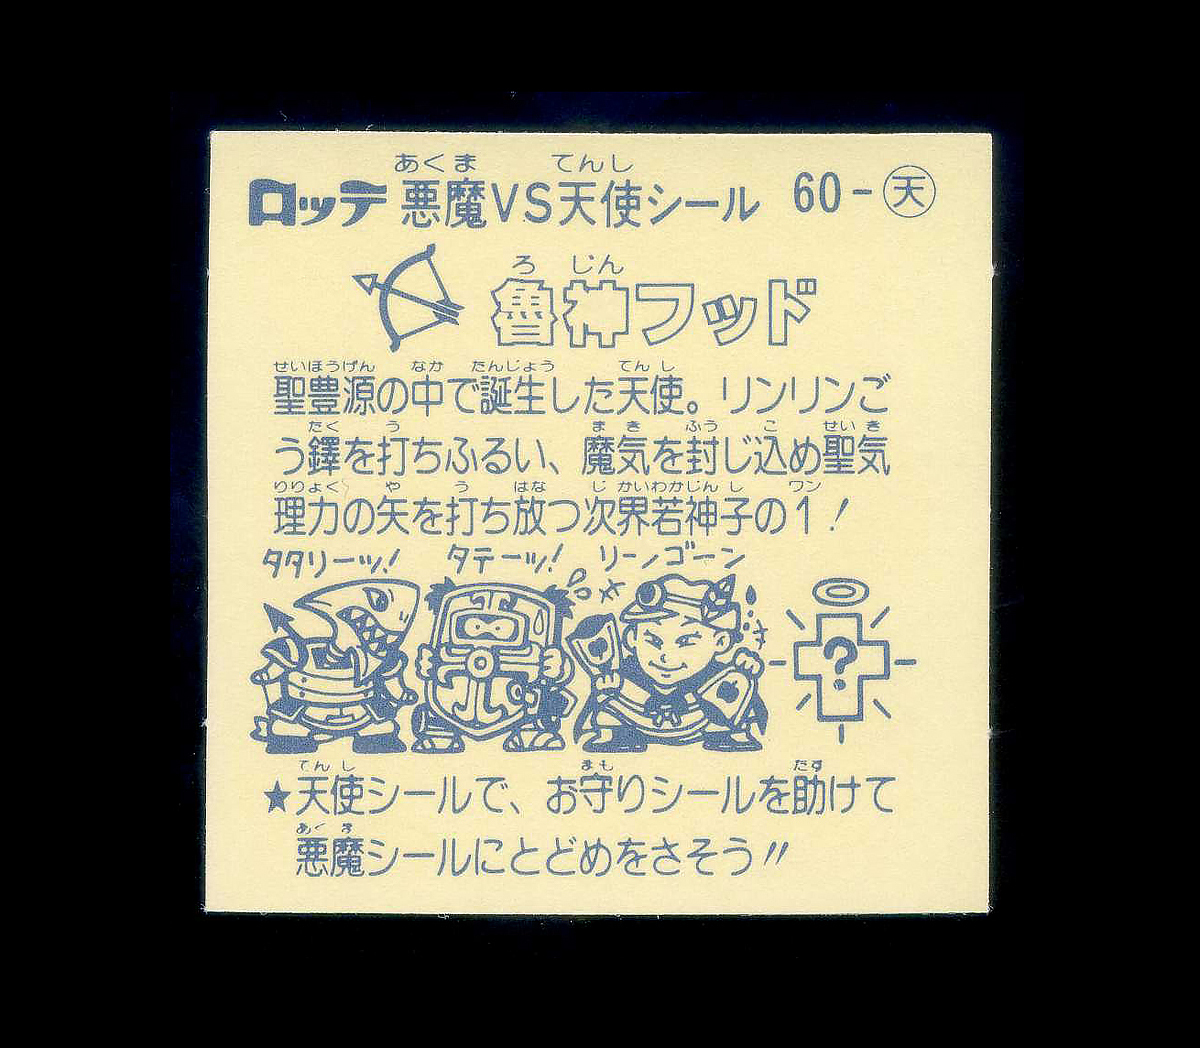 あくま てんし
ロッテ 悪魔VS天使シール 60-天
ろ じん
魯神フッド
せいほうげん なか たんじょう てんし
聖豊源の中で誕生した天使。リンリンご
たく う まき ふう こ せいき
う鐸を打ちふるい、魔気を封じ込め聖気
りりょく や う はな じかいわかじんし ワン
理力の矢を打ち放つ次界若神子の1!
タタリーッ! タテーッ! リーンゴーン
?
てんし まも たす
★天使シールで、お守りシールを助けて
あくま
悪魔シールにとどめをさそう!!